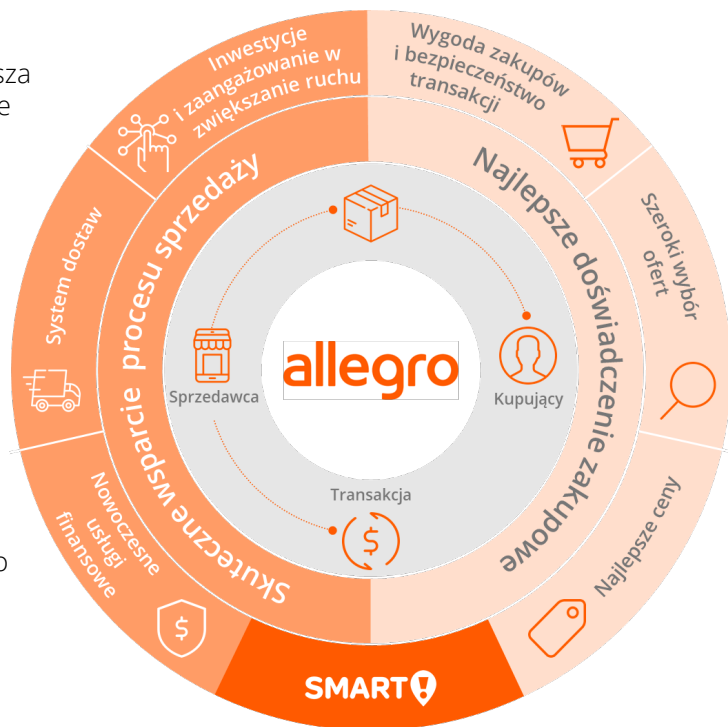 Inwestycje
i zaangażowanie w
zwiększanie ruchu
Wygoda zakupów
i bezpieczeństwo
transakcji
System dostaw
Szeroki wybór
ofert
Nowoczesne
usługi
finansowe
Najlepsze ceny
Skuteczne wsparcie procesu sprzedaży
Najlepsze doświadczenie zakupowe
Sprzedawca
allegro
Kupujący
Transakcja
$
$
SMART!